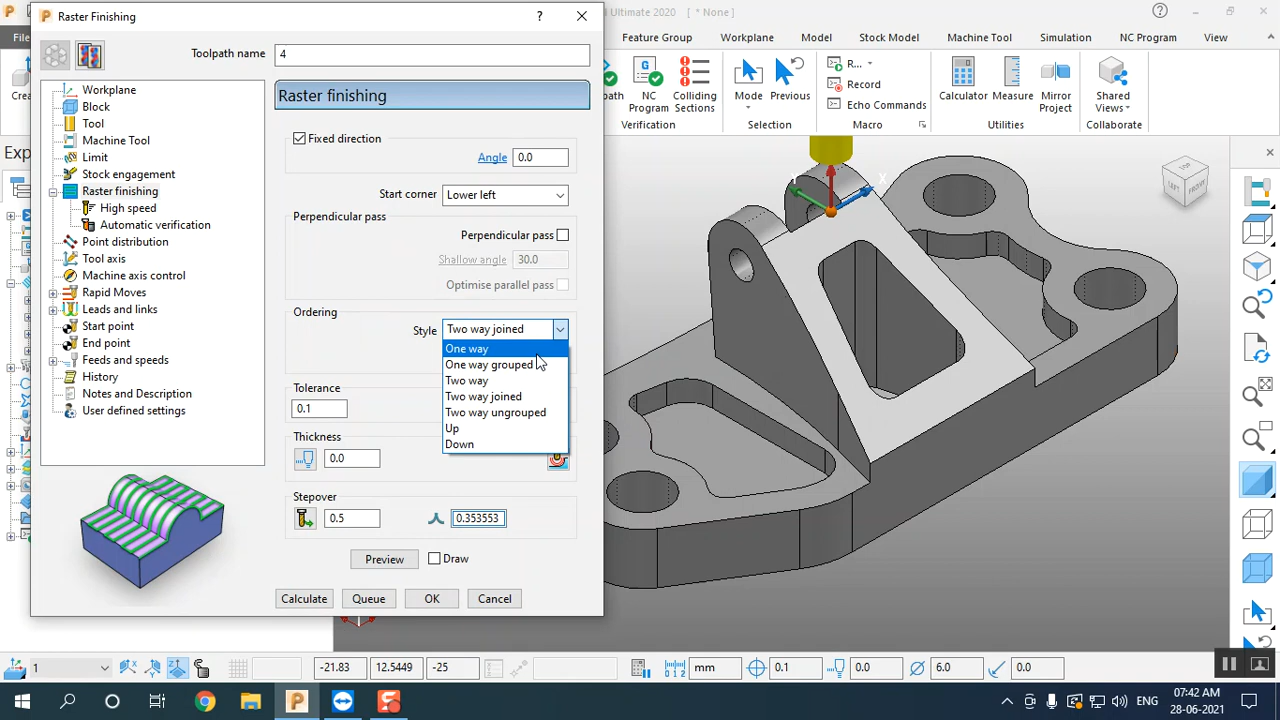 Raster Finishing
?
Ultimate 2020 [ * None ]
File
Feature Group
Workplane
Model
Stock Model
Machine Tool
Simulation
NC Program
View
Toolpath name
4
Workplane
Block
Tool
Machine Tool
Limit
Stock engagement
Raster finishing
High speed
Automatic verification
Point distribution
Tool axis
Machine axis control
Rapid Moves
Leads and links
Start point
End point
Feeds and speeds
History
Notes and Description
User defined settings
Raster finishing
Fixed direction
Angle
0.0
Start corner
Lower left
Perpendicular pass
Perpendicular pass
Shallow angle
30.0
Optimise parallel pass
Ordering
Style
Two way joined
One way
One way grouped
Two way
Two way joined
Two way ungrouped
Up
Down
Tolerance
0.1
Thickness
0.0
Stepover
0.5
0.353553
Preview
Draw
Calculate
Queue
OK
Cancel
NC
Program
Colliding
Sections
Verification
Mode
Previous
Selection
R...
Record
Echo Commands
Macro
Calculator
Measure
Mirror
Project
Utilities
Shared
Views
Collaborate
X
TOP
LEFT
FRONT
1
-21.83
12.5449
-25
mm
0.1
0.0
6.0
0.0
ENG
07:42 AM
28-06-2021